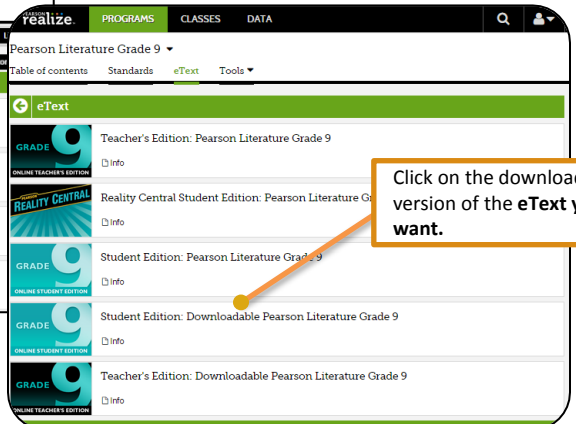 PEARSON
realize.
PROGRAMS CLASSES DATA
Pearson Literature Grade 9
Table of contents Standards eText Tools
eText
GRADE 9
ONLINE TEACHER'S EDITION
Teacher's Edition: Pearson Literature Grade 9
Info
REALITY CENTRAL
Reality Central Student Edition: Pearson Literature
Info
Click on the
version of the eText
want.
GRADE 9
ONLINE STUDENT EDITION
Student Edition: Pearson Literature Grade 9
Info
GRADE 9
ONLINE STUDENT EDITION
Student Edition: Downloadable Pearson Literature Grade 9
Info
GRADE 9
ONLINE TEACHER'S EDITION
Teacher's Edition: Downloadable Pearson Literature Grade 9
Info